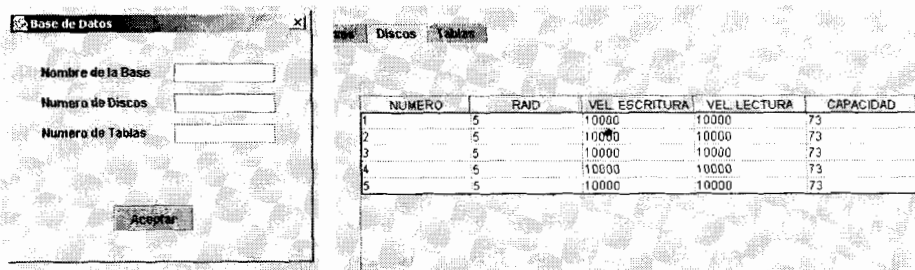 Base de Datos
Nombre de la Base
Numero de Discos
Numero de Tablas
Aceptar
Discos Tablas
NUMERO RAID VEL. ESCRITURA VEL. LECTURA CAPACIDAD
1 5 10000 10000 73
2 5 10000 10000 73
3 5 10000 10000 73
4 5 10000 10000 73
5 5 10000 10000 73